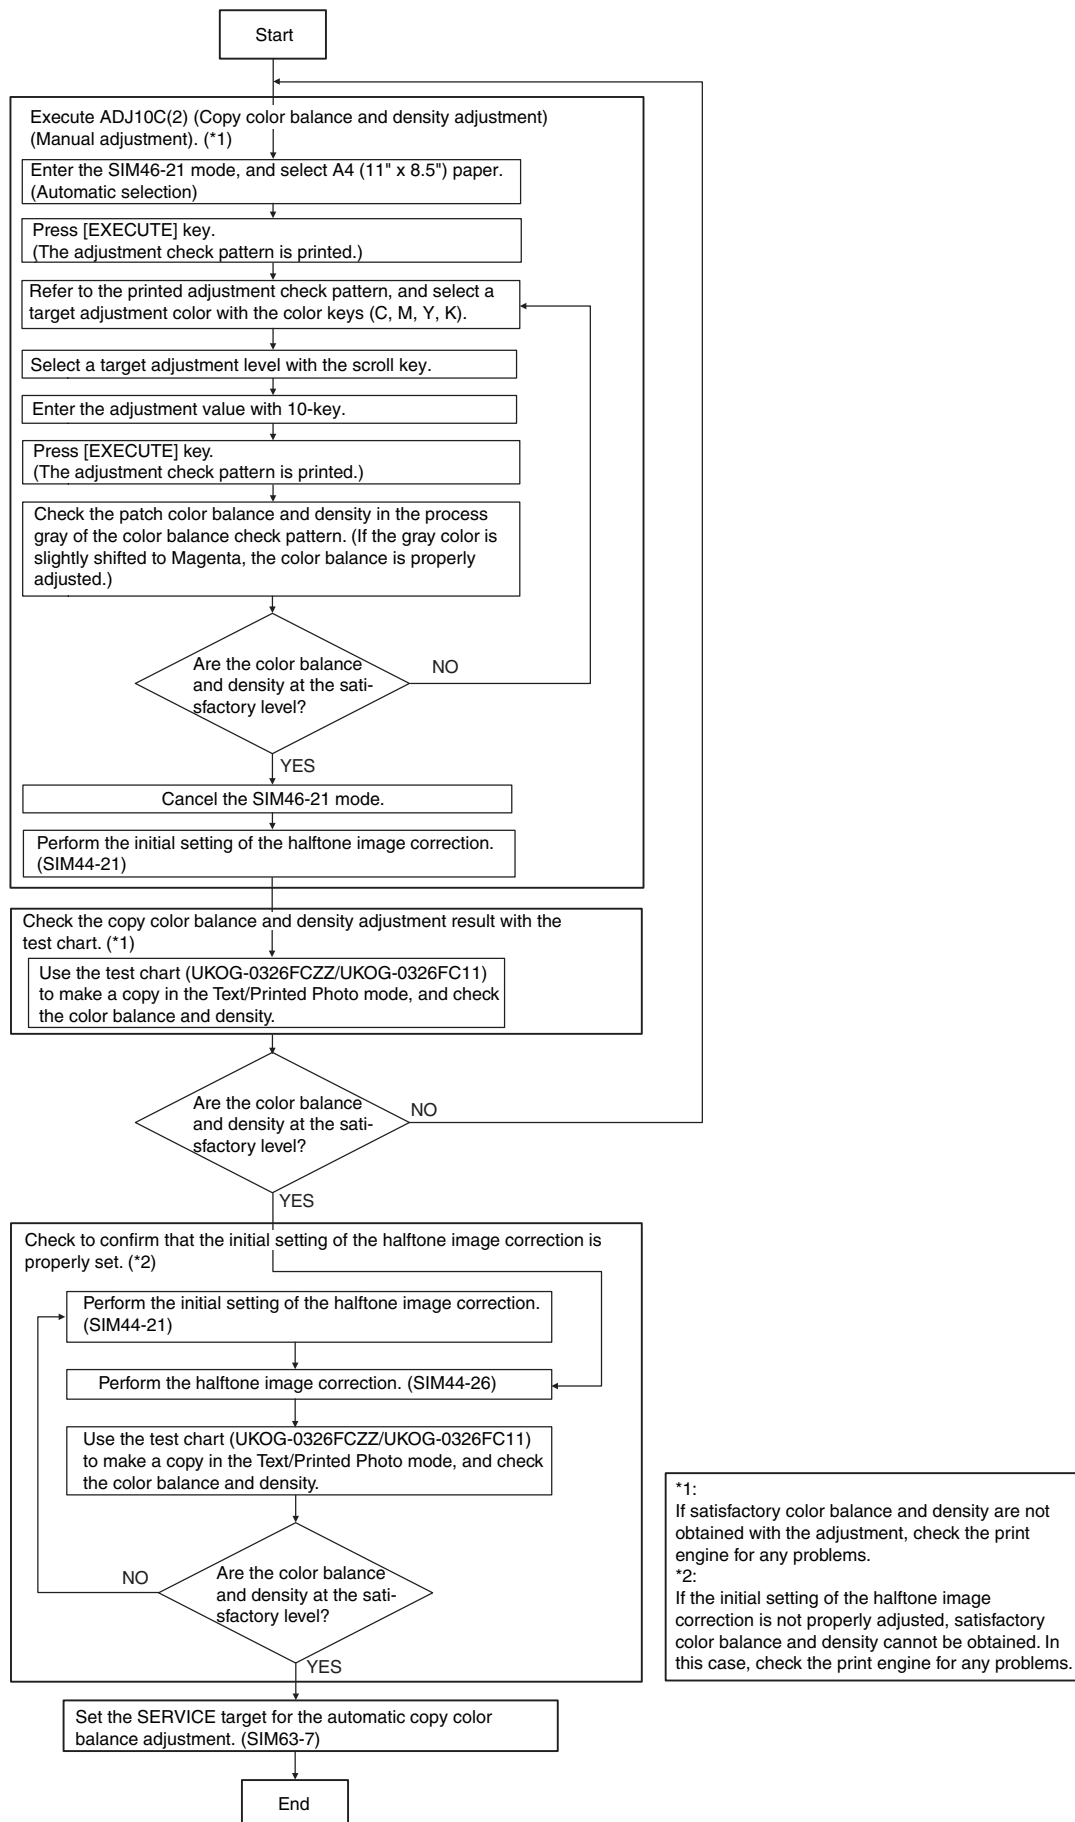 Start
Execute ADJ10C(2) (Copy color balance and density adjustment)
(Manual adjustment). (*1)
Enter the SIM46-21 mode, and select A4 (11" x 8.5") paper.
(Automatic selection)
Press [EXECUTE] key.
(The adjustment check pattern is printed.)
Refer to the printed adjustment check pattern, and select a
target adjustment color with the color keys (C, M, Y, K).
Select a target adjustment level with the scroll key.
Enter the adjustment value with 10-key.
Press [EXECUTE] key.
(The adjustment check pattern is printed.)
Check the patch color balance and density in the process
gray of the color balance check pattern. (If the gray color is
slightly shifted to Magenta, the color balance is properly
adjusted.)
Are the color balance
and density at the sati-
sfactory level?
NO
YES
Cancel the SIM46-21 mode.
Perform the initial setting of the halftone image correction.
(SIM44-21)
Check the copy color balance and density adjustment result with the
test chart. (*1)
Use the test chart (UKOG-0326FCZZ/UKOG-0326FC11)
to make a copy in the Text/Printed Photo mode, and check
the color balance and density.
Are the color balance
and density at the sati-
sfactory level?
NO
YES
Check to confirm that the initial setting of the halftone image correction is
properly set. (*2)
Perform the initial setting of the halftone image correction.
(SIM44-21)
Perform the halftone image correction. (SIM44-26)
Use the test chart (UKOG-0326FCZZ/UKOG-0326FC11)
to make a copy in the Text/Printed Photo mode, and check
the color balance and density.
Are the color balance
and density at the sati-
sfactory level?
NO
YES
Set the SERVICE target for the automatic copy color
balance adjustment. (SIM63-7)
End
*1:
If satisfactory color balance and density are not
obtained with the adjustment, check the print
engine for any problems.
*2:
If the initial setting of the halftone image
correction is not properly adjusted, satisfactory
color balance and density cannot be obtained. In
this case, check the print engine for any problems.